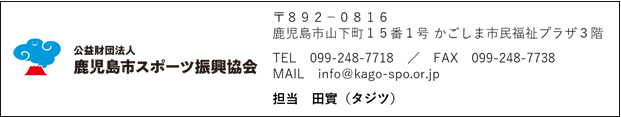 公益財団法人
鹿児島市スポーツ振興協会
〒８９２－０８１６
鹿児島市山下町１５番１号 かごしま市民福祉プラザ３階
TEL　099-248-7718　／　FAX　099-248-7738
MAIL　info@kago-spo.or.jp
担当　田實（タジツ）